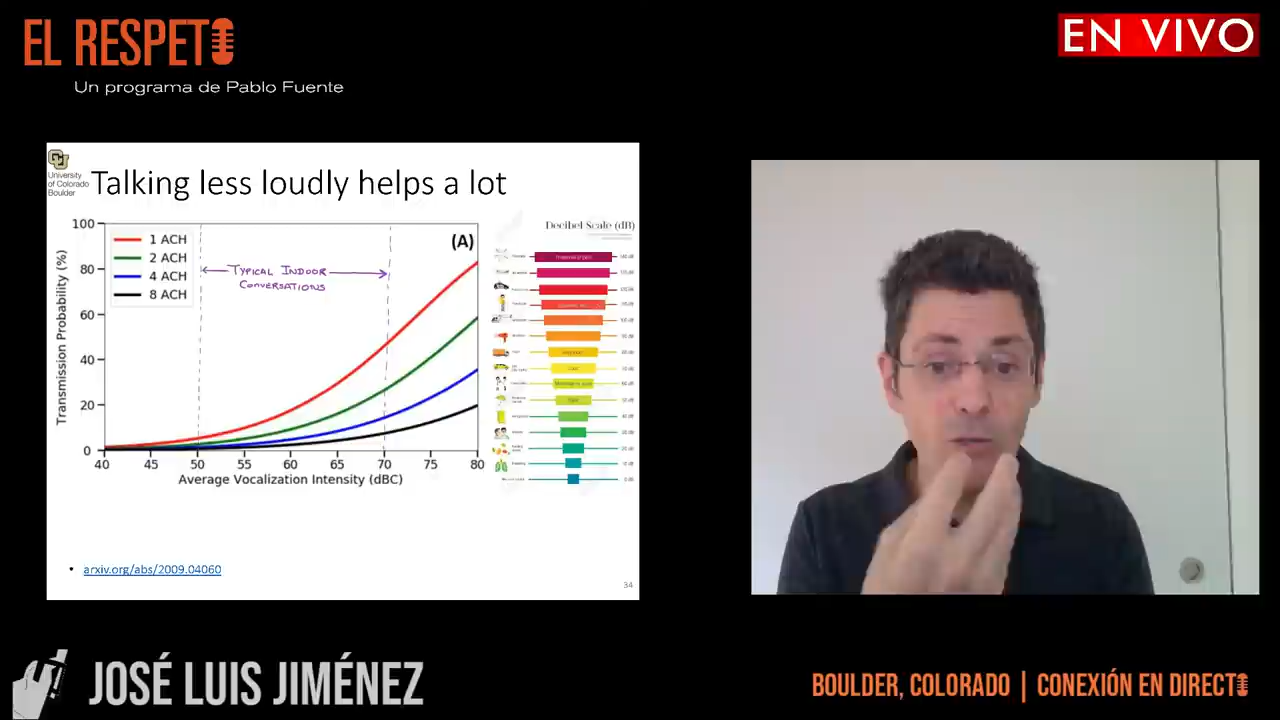 EL RESPETO
Un programa de Pablo Fuente
EN VIVO
CU
University
of Colorado
Boulder
Talking less loudly helps a lot
100
80
60
40
20
0
Transmission Probability (%)
1 ACH
2 ACH
4 ACH
8 ACH
TYPICAL INDOOR
CONVERSATIONS
(A)
40 45 50 55 60 65 70 75 80
Average Vocalization Intensity (dBC)
Decibel Scale (dB)
0 dB
• arxiv.org/abs/2009.04060
34
JOSÉ LUIS JIMÉNEZ
BOULDER, COLORADO | CONEXIÓN EN DIRECTO